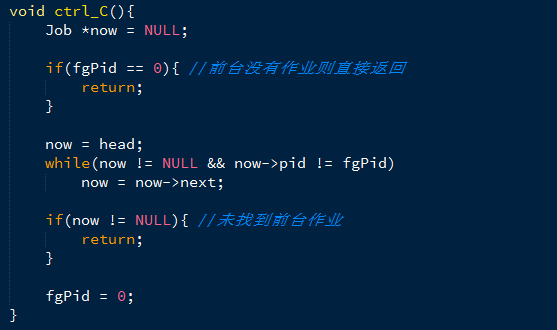 void ctrl_C(){
    Job *now = NULL;

    if(fgPid == 0){ //前台没有作业则直接返回
        return;
    }

    now = head;
    while(now != NULL && now->pid != fgPid)
        now = now->next;

    if(now != NULL){ //未找到前台作业
        return;
    }

    fgPid = 0;
}